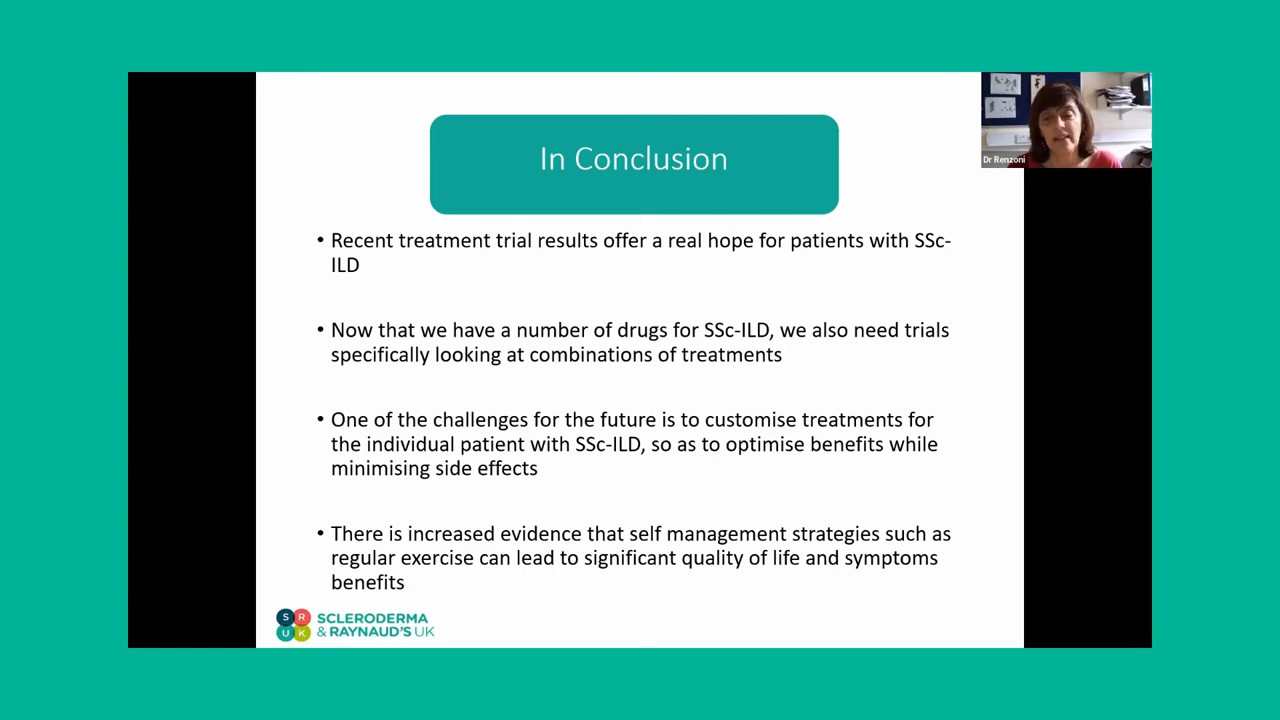 In Conclusion
Dr Renzoni
• Recent treatment trial results offer a real hope for patients with SSc-
ILD
• Now that we have a number of drugs for SSc-ILD, we also need trials
specifically looking at combinations of treatments
• One of the challenges for the future is to customise treatments for
the individual patient with SSc-ILD, so as to optimise benefits while
minimising side effects
• There is increased evidence that self management strategies such as
regular exercise can lead to significant quality of life and symptoms
benefits
S R
U K
SCLERODERMA
& RAYNAUD'S UK